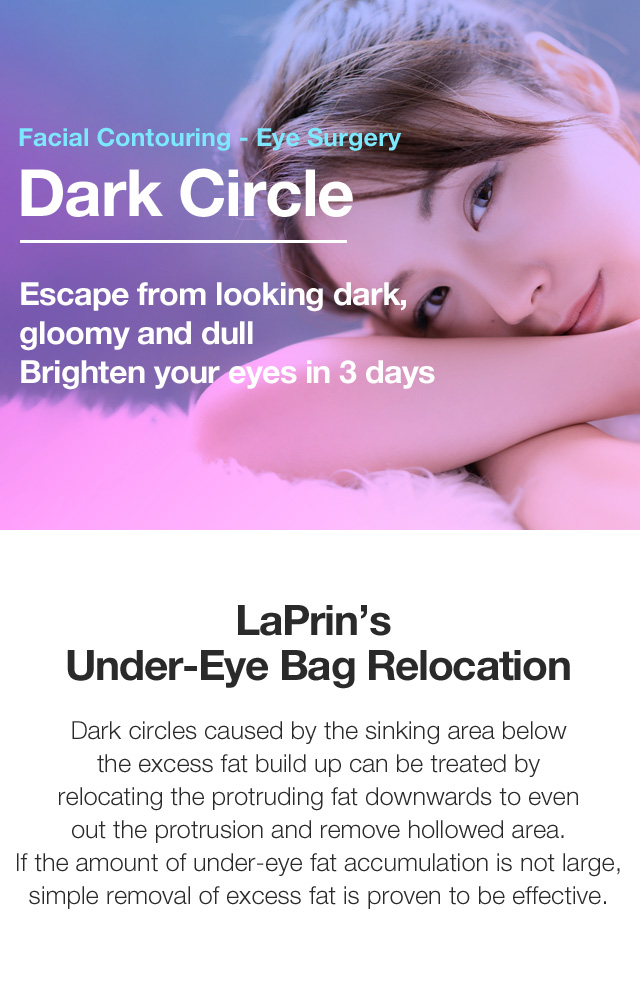 Facial Contouring - Eye Surgery
Dark Circle
Escape from looking dark,
gloomy and dull
Brighten your eyes in 3 days
LaPrin’s
Under-Eye Bag Relocation
Dark circles caused by the sinking area below
the excess fat build up can be treated by
relocating the protruding fat downwards to even
out the protrusion and remove hollowed area.
If the amount of under-eye fat accumulation is not large,
simple removal of excess fat is proven to be effective.